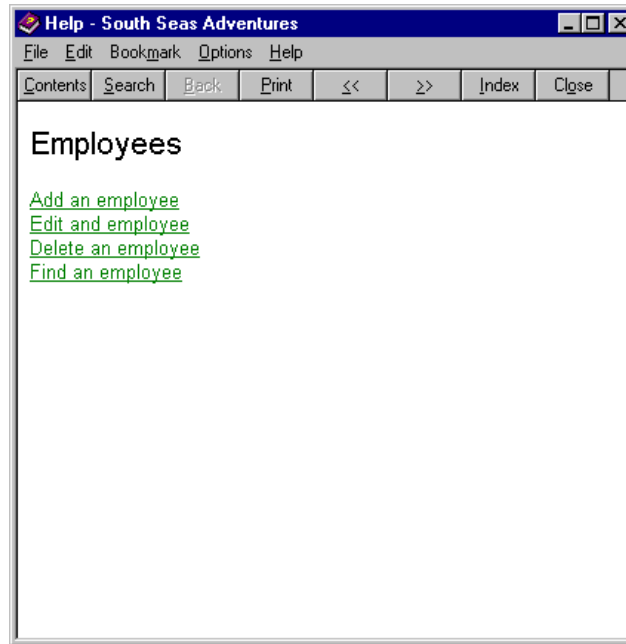 Help - South Seas Adventures
File Edit Bookmark Options Help
Contents Search Back Print << >> Index Close
Employees
Add an employee
Edit and employee
Delete an employee
Find an employee